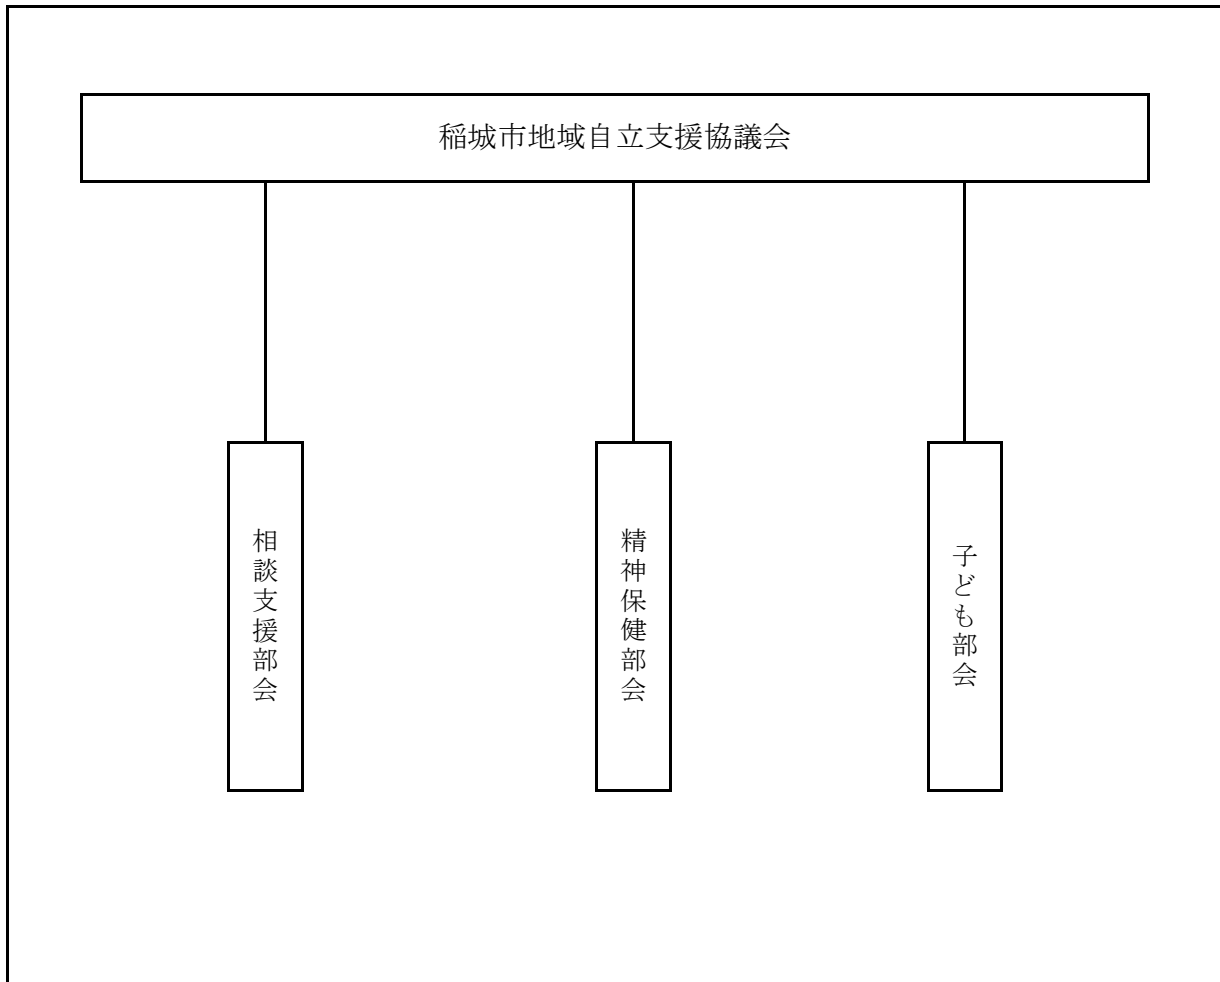 稲城市地域自立支援協議会
相談支援部会
精神保健部会
子ども部会